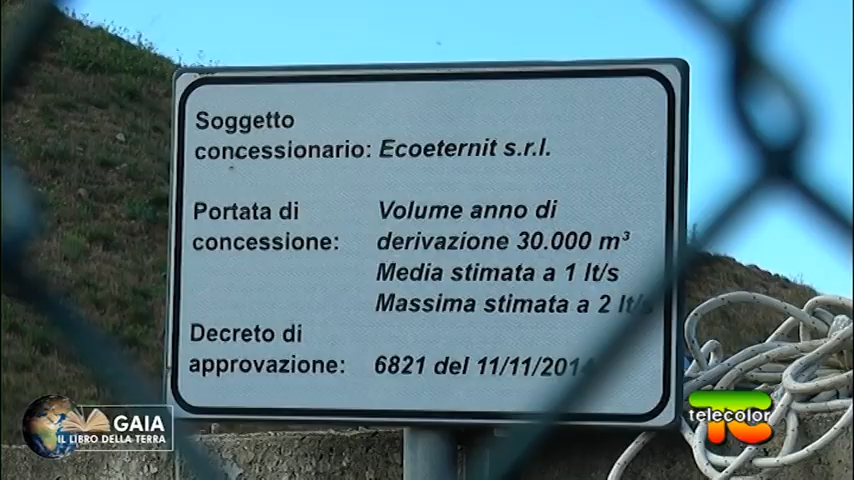 Soggetto
concessionario: Ecoeternit s.r.l.
Portata di Volume anno di
concessione: derivazione 30.000 m³
Media stimata a 1 lt/s
Massima stimata a 2 lt/s
Decreto di
approvazione: 6821 del 11/11/2014
GAIA
IL LIBRO DELLA TERRA
telecolor